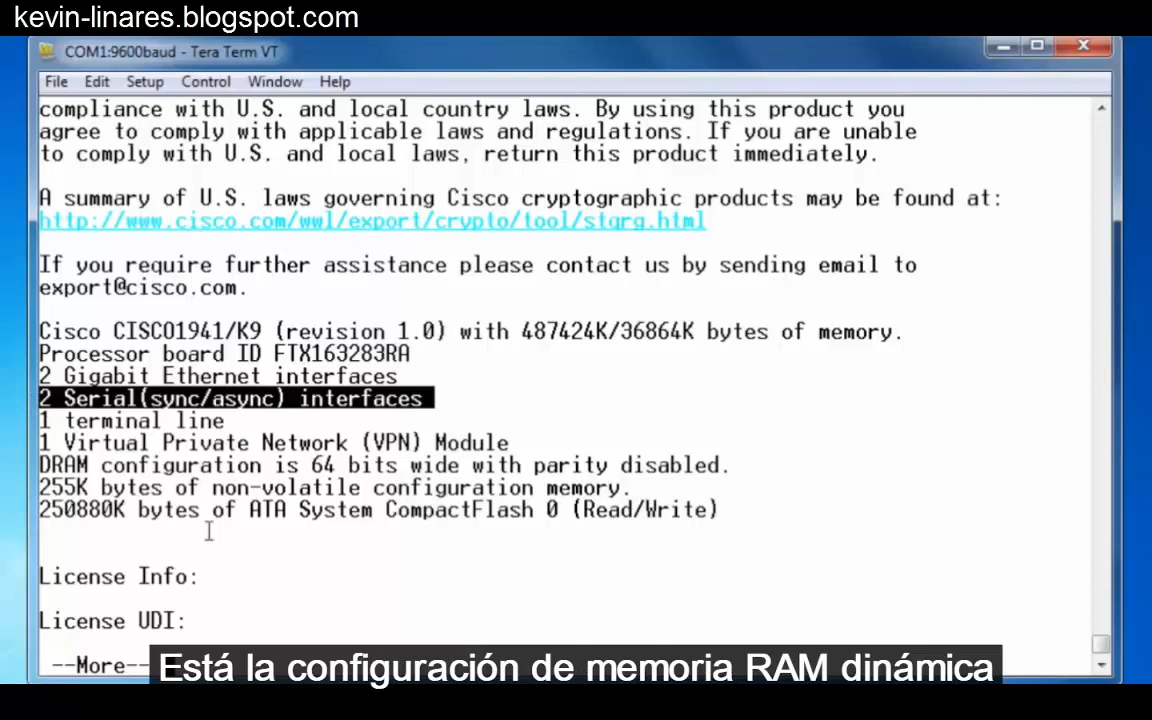 kevin-linares.blogspot.com
COM1:9600baud - Tera Term VT
File Edit Setup Control Window Help
compliance with U.S. and local country laws. By using this product you
agree to comply with applicable laws and regulations. If you are unable
to comply with U.S. and local laws, return this product immediately.
A summary of U.S. laws governing Cisco cryptographic products may be found at:
http://www.cisco.com/wwl/export/crypto/tool/stqrg.html
If you require further assistance please contact us by sending email to
export@cisco.com.
Cisco CISCO1941/K9 (revision 1.0) with 487424K/36864K bytes of memory.
Processor board ID FTX163283RA
2 Gigabit Ethernet interfaces
2 Serial(sync/async) interfaces
1 terminal line
1 Virtual Private Network (VPN) Module
DRAM configuration is 64 bits wide with parity disabled.
255K bytes of non-volatile configuration memory.
250880K bytes of ATA System CompactFlash 0 (Read/Write)
License Info:
License UDI:
--More--
Está la configuración de memoria RAM dinámica